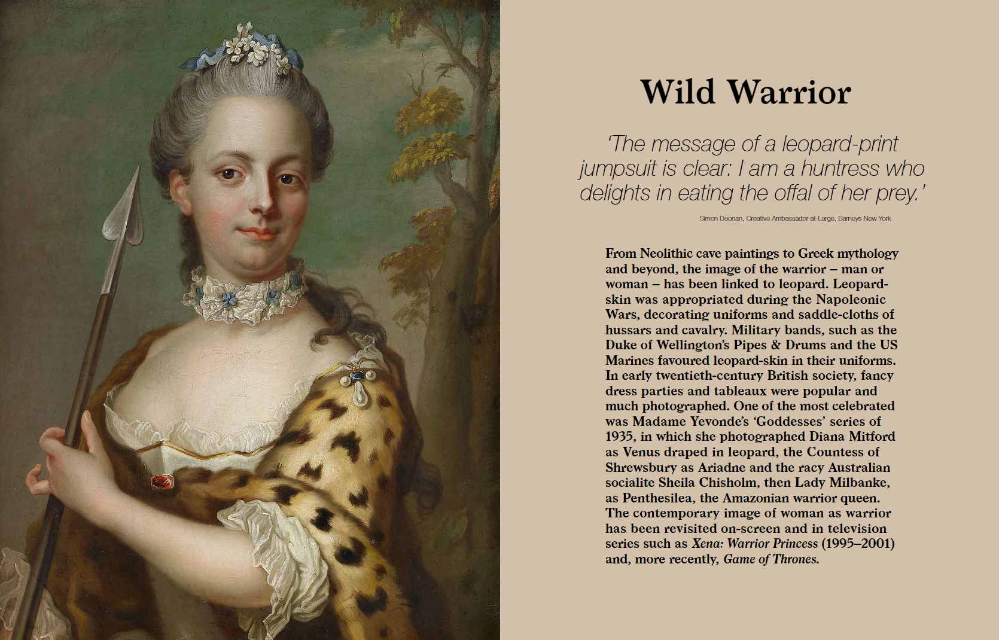 Wild Warrior
‘The message of a leopard-print
jumpsuit is clear: I am a huntress who
delights in eating the offal of her prey.’
Simon Doonan, Creative Ambassador-at-Large, Barneys New York
From Neolithic cave paintings to Greek mythology
and beyond, the image of the warrior – man or
woman – has been linked to leopard. Leopard-
skin was appropriated during the Napoleonic
Wars, decorating uniforms and saddle-cloths of
hussars and cavalry. Military bands, such as the
Duke of Wellington’s Pipes & Drums and the US
Marines favoured leopard-skin in their uniforms.
In early twentieth-century British society, fancy
dress parties and tableaux were popular and
much photographed. One of the most celebrated
was Madame Yevonde’s ‘Goddesses’ series of
1935, in which she photographed Diana Mitford
as Venus draped in leopard, the Countess of
Shrewsbury as Ariadne and the racy Australian
socialite Sheila Chisholm, then Lady Milbanke,
as Penthesilea, the Amazonian warrior queen.
The contemporary image of woman as warrior
has been revisited on-screen and in television
series such as Xena: Warrior Princess (1995–2001)
and, more recently, Game of Thrones.